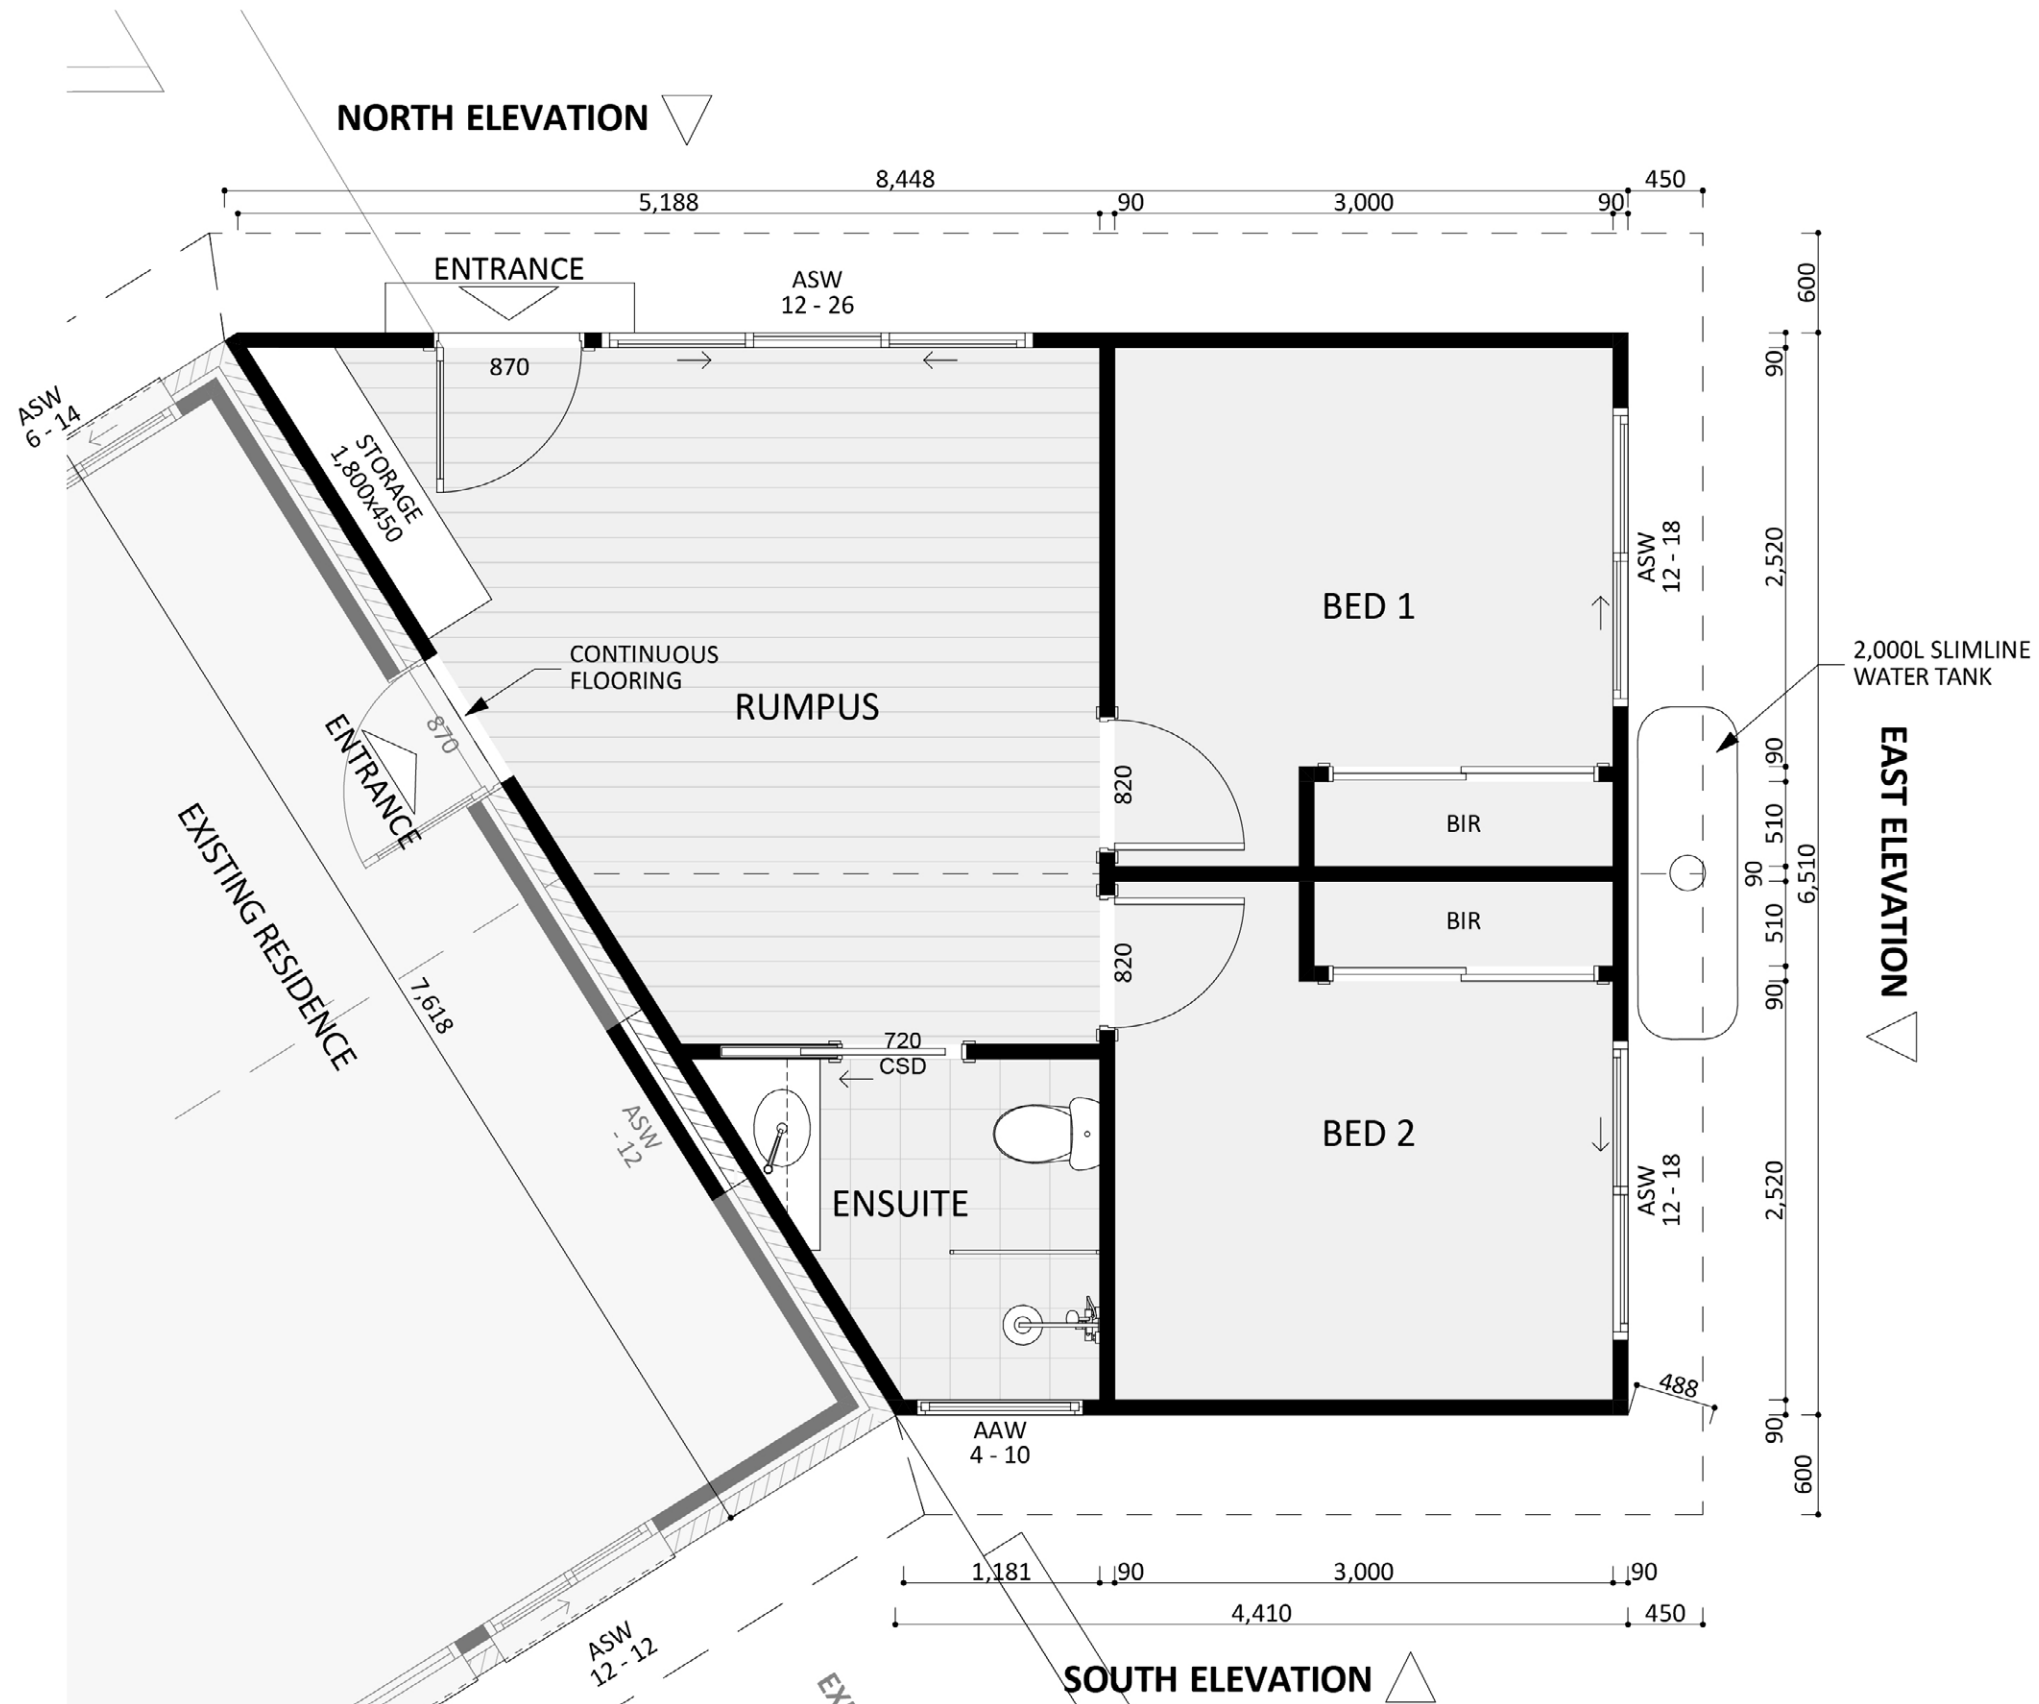 NORTH ELEVATION
8,448
450
5,188
90
3,000
90
600
ENTRANCE
ASW
12 - 26
870
90
ASW
6 - 14
STORAGE
1,800x450
2,520
ASW
12 - 18
BED 1
CONTINUOUS
FLOORING
2,000L SLIMLINE
WATER TANK
RUMPUS
870
ENTRANCE
820
90
EAST ELEVATION
BIR
510
90
6,510
EXISTING RESIDENCE
BIR
510
820
90
7,618
720
CSD
ASW
- 12
BED 2
ENSUITE
ASW
12 - 18
2,520
488
AAW
4 - 10
90
600
1,181
90
3,000
90
4,410
450
ASW
12 - 12
SOUTH ELEVATION